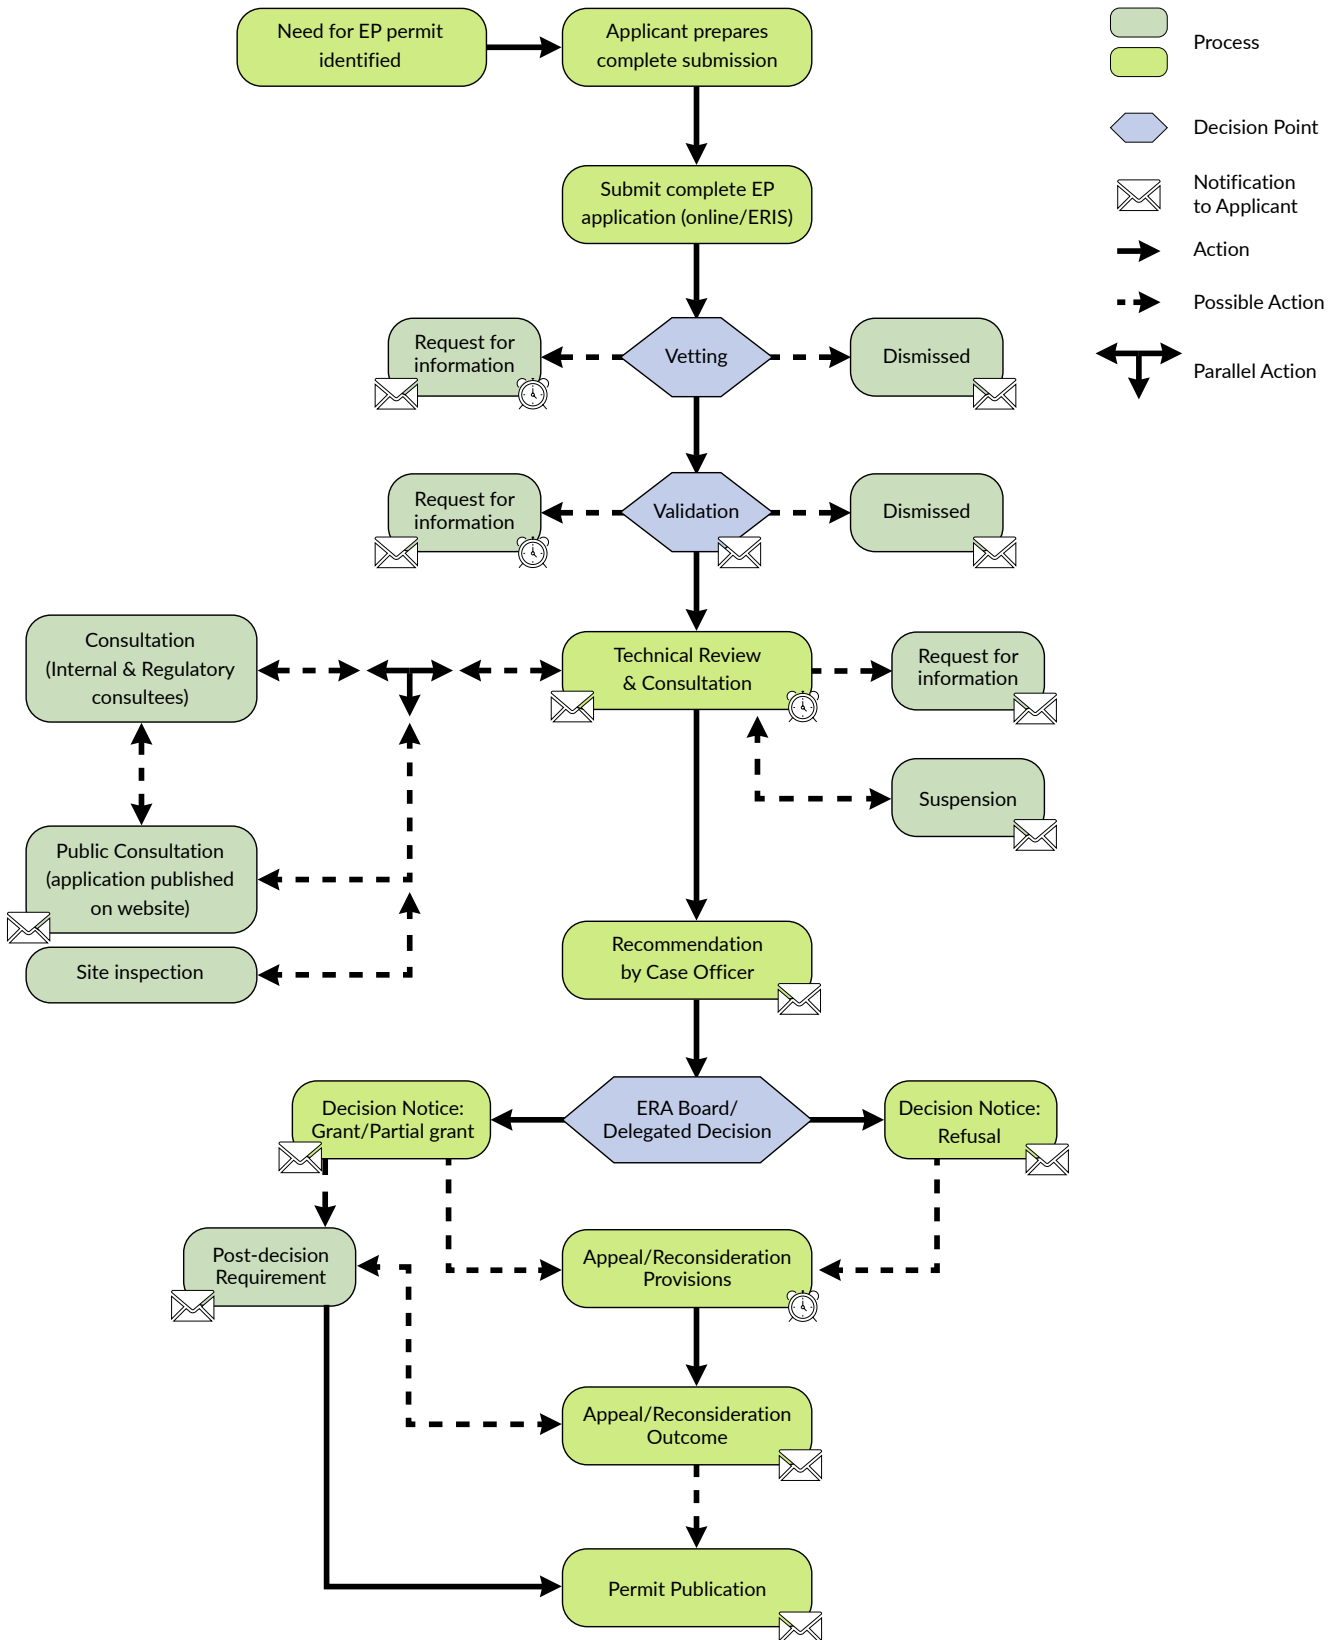 Need for EP permit
identified
Applicant prepares
complete submission
Process
Decision Point
Notification
to Applicant
Action
Possible Action
Parallel Action
Submit complete EP
application (online/ERIS)
Request for
information
Vetting
Dismissed
Request for
information
Validation
Dismissed
Consultation
(Internal & Regulatory
consultees)
Technical Review
& Consultation
Request for
information
Suspension
Public Consultation
(application published
on website)
Site inspection
Recommendation
by Case Officer
Decision Notice:
Grant/Partial grant
ERA Board/
Delegated Decision
Decision Notice:
Refusal
Post-decision
Requirement
Appeal/Reconsideration
Provisions
Appeal/Reconsideration
Outcome
Permit Publication